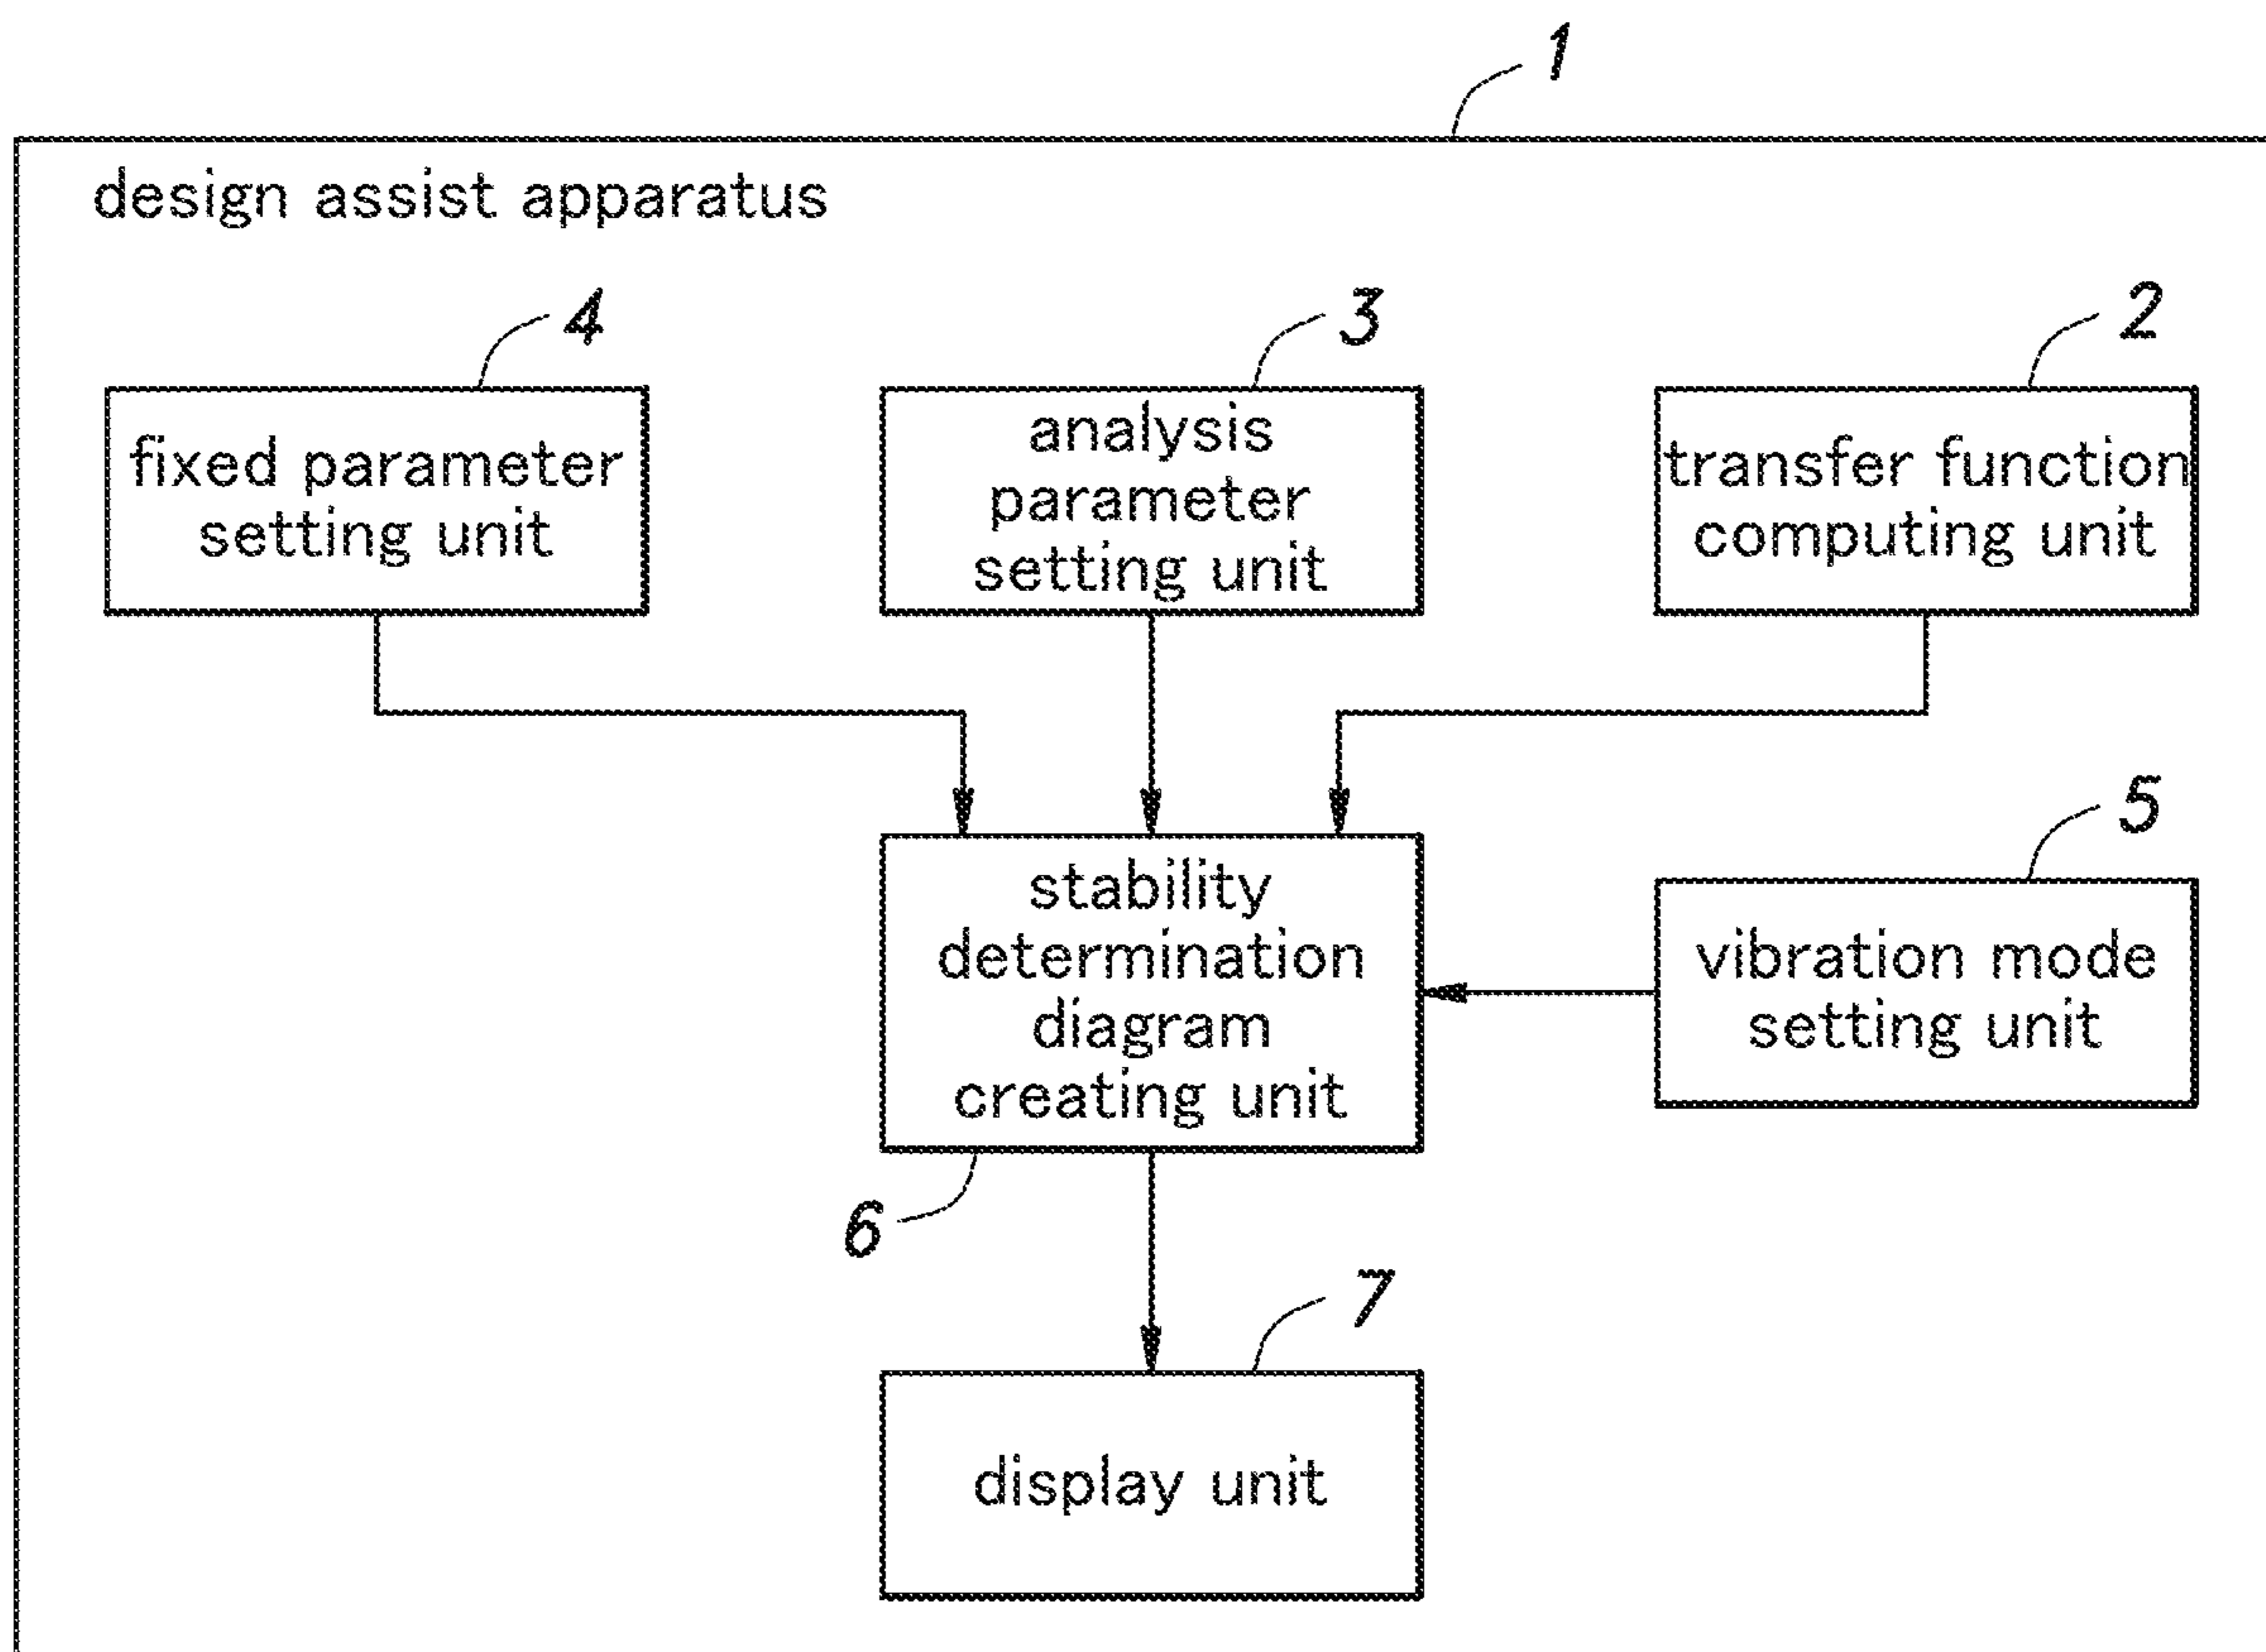 1
design assist apparatus
4
3
2
fixed parameter
setting unit
analysis
parameter
setting unit
transfer function
computing unit
5
stability
determination
diagram
creating unit
vibration mode
setting unit
6
7
display unit